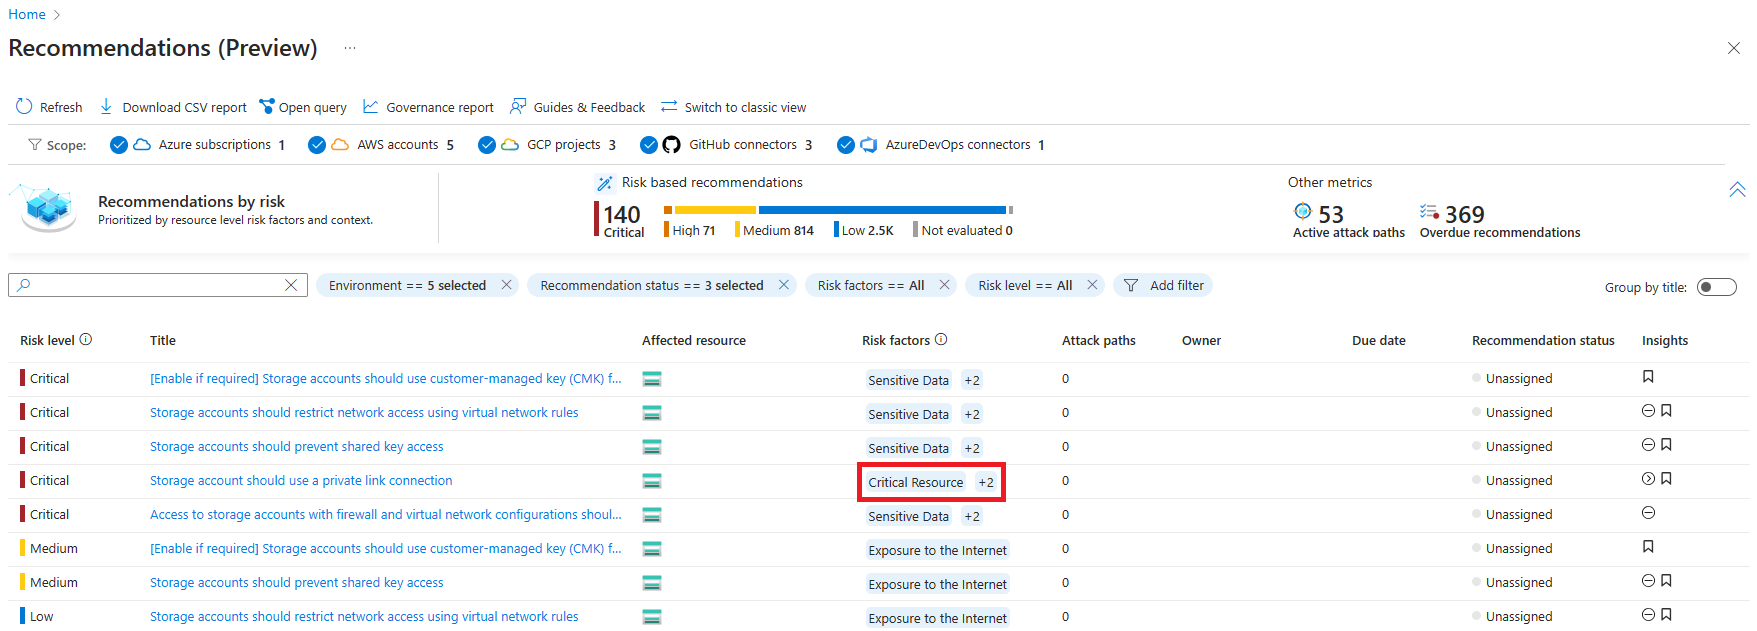 Home
Recommendations (Preview) ...
Refresh Download CSV report Open query Governance report Guides & Feedback Switch to classic view
Scope: Azure subscriptions 1 AWS accounts 5 GCP projects 3 GitHub connectors 3 AzureDevOps connectors 1
Recommendations by risk
Prioritized by resource level risk factors and context.
Risk based recommendations
140
Critical
High 71 Medium 814 Low 2.5K Not evaluated 0
Other metrics
53
Active attack paths
369
Overdue recommendations
Environment == 5 selected Recommendation status == 3 selected Risk factors == All Risk level == All Add filter
Group by title:
Risk level Title Affected resource Risk factors Attack paths Owner Due date Recommendation status Insights
Critical [Enable if required] Storage accounts should use customer-managed key (CMK) f... Sensitive Data +2 0 Unassigned
Critical Storage accounts should restrict network access using virtual network rules Sensitive Data +2 0 Unassigned
Critical Storage accounts should prevent shared key access Sensitive Data +2 0 Unassigned
Critical Storage account should use a private link connection Critical Resource +2 0 Unassigned
Critical Access to storage accounts with firewall and virtual network configurations shoul... Sensitive Data +2 0 Unassigned
Medium [Enable if required] Storage accounts should use customer-managed key (CMK) f... Exposure to the Internet 0 Unassigned
Medium Storage accounts should prevent shared key access Exposure to the Internet 0 Unassigned
Low Storage accounts should restrict network access using virtual network rules Exposure to the Internet 0 Unassigned